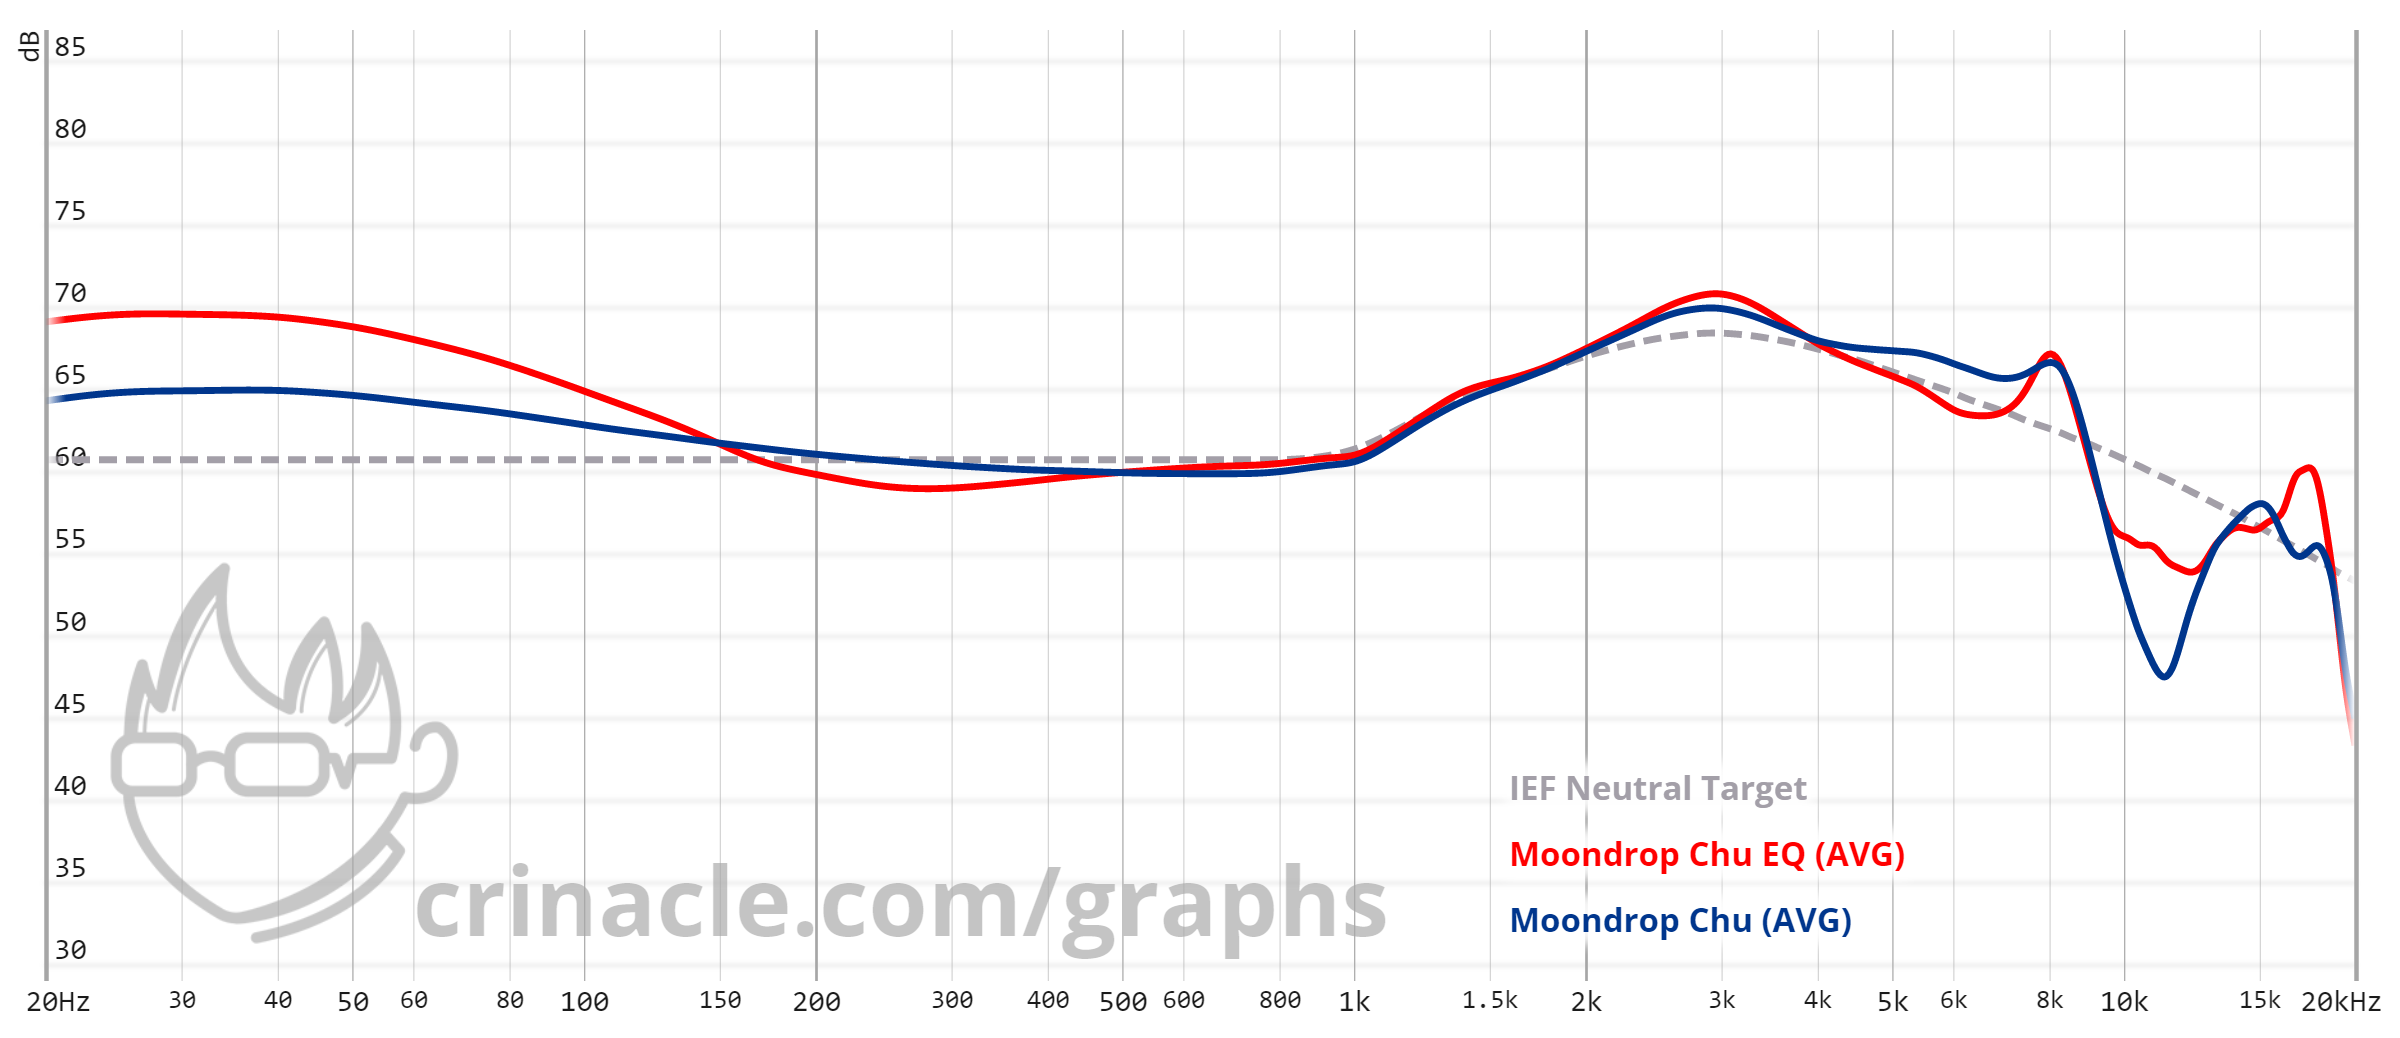 dB
85
80
75
70
65
60
55
50
45
40
35
30
IEF Neutral Target
Moondrop Chu EQ (AVG)
Moondrop Chu (AVG)
crinacle.com/graphs
20Hz 30 40 50 60 80 100 150 200 300 400 500 600 800 1k 1.5k 2k 3k 4k 5k 6k 8k 10k 15k 20kHz